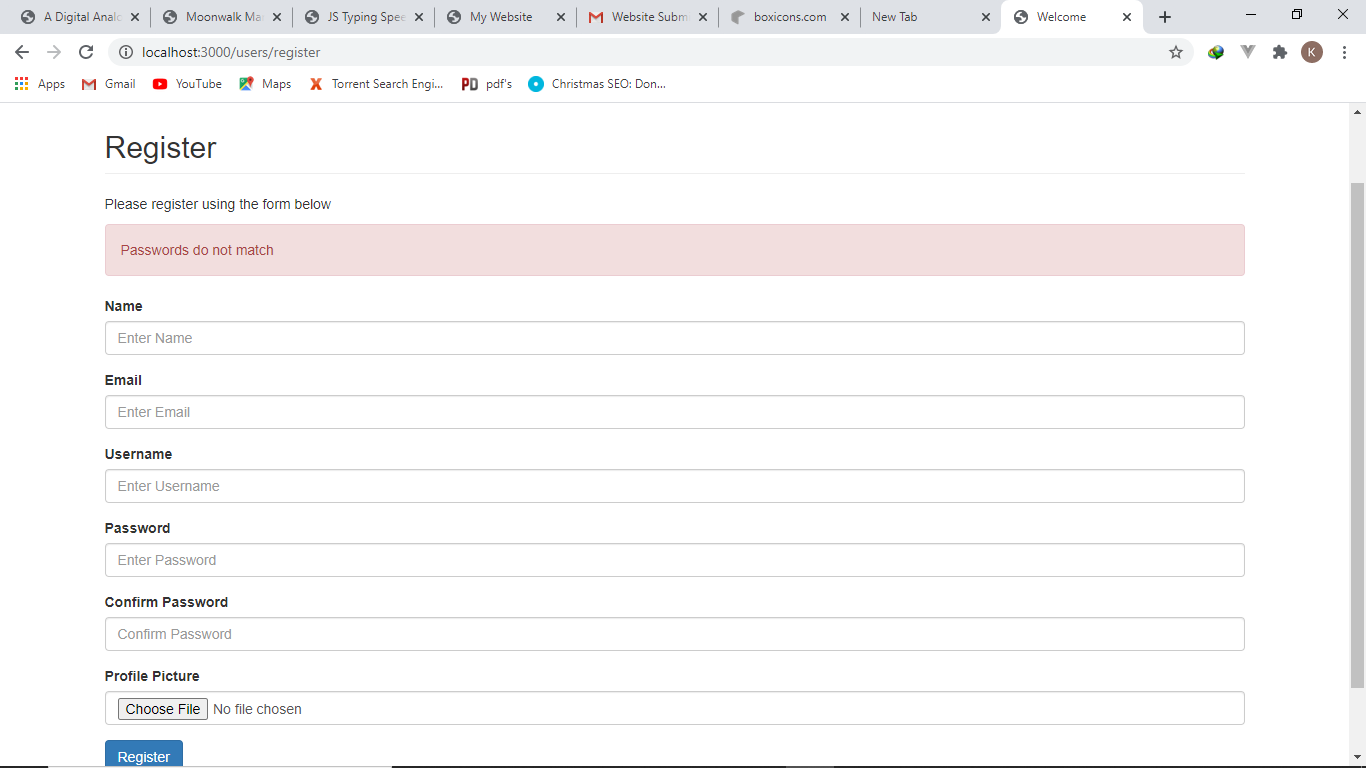 A Digital Analo
Moonwalk Ma
JS Typing Spee
My Website
Website Subm
boxicons.com
New Tab
Welcome
localhost:3000/users/register
K
Apps
Gmail
YouTube
Maps
X Torrent Search Engi...
PD pdf's
Christmas SEO: Don...
Register
Please register using the form below
Passwords do not match
Name
Enter Name
Email
Enter Email
Username
Enter Username
Password
Enter Password
Confirm Password
Confirm Password
Profile Picture
Choose File No file chosen
Register